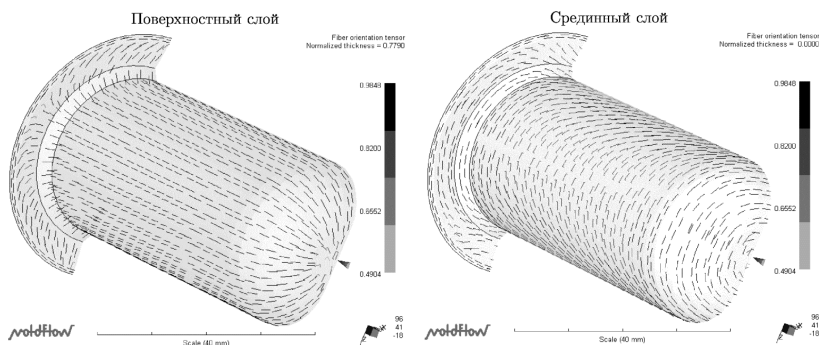 Поверхностный слой
Fiber orientation tensor
Normalized thickness = 0.7790
0.9848
0.8200
0.6552
0.4904
moldflow
Scale (40 mm)
96
41
-18
Срединный слой
Fiber orientation tensor
Normalized thickness = 0.0000
0.9848
0.8200
0.6552
0.4904
moldflow
Scale (40 mm)
96
41
-18